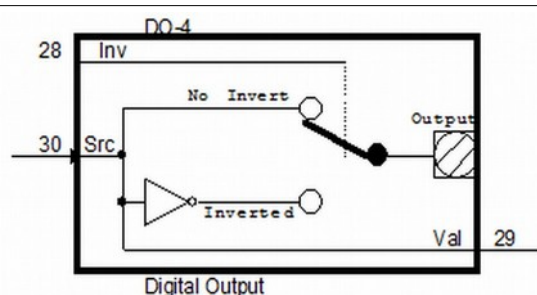 DO-4
28 Inv
No Invert
Output
30 Src
Inverted
Val 29
Digital Output